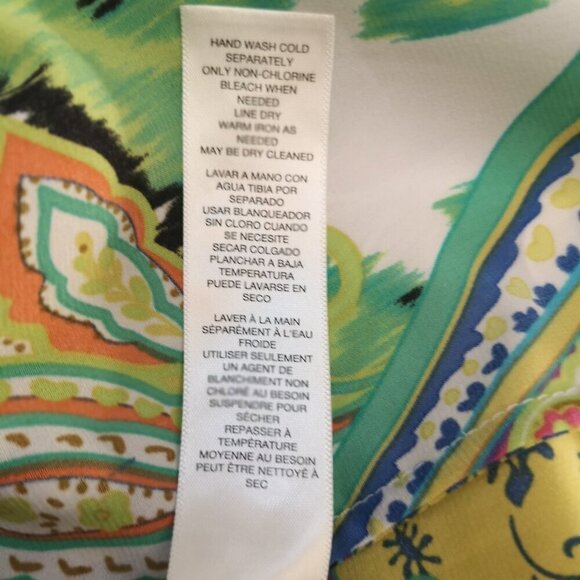 HAND WASH COLD
SEPARATELY
ONLY NON-CHLORINE
BLEACH WHEN
NEEDED
LINE DRY
WARM IRON AS
NEEDED
MAY BE DRY CLEANED
LAVAR A MANO CON
AGUA TIBIA POR
SEPARADO
USAR BLANQUEADOR
SIN CLORO CUANDO
SE NECESITE
SECAR COLGADO
PLANCHAR A BAJA
TEMPERATURA
PUEDE LAVARSE EN
SECO
LAVER À LA MAIN
SÉPARÉMENT À L'EAU
FROIDE
UTILISER SEULEMENT
UN AGENT DE
BLANCHIMENT NON
CHLORÉ AU BESOIN
SUSPENDRE POUR
SÉCHER
REPASSER À
TEMPÉRATURE
MOYENNE AU BESOIN
PEUT ÊTRE NETTOYÉ À
SEC